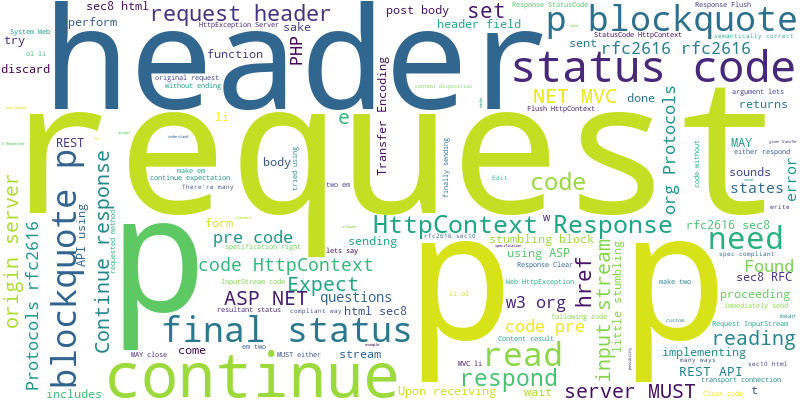 sec8 html
request header
post body
set
Response StatusCode
Response Flush
p blockquote
System Web
try
perform
HttpException Server
sake
header field
StatusCode HttpContext
semantically correct
ol li
function
PHP
sent
rfc2616 rfc2616
discard
original request
without ending
header
content disposition
status code
argument lets
Transfer Encoding
NET MVC
done
returns
Flush HttpContext
request
li
e
REST
MAY
either respond
org Protocols
code without
error
body
tried using
finally sending
sounds
make em
continue expectation
There're many
two em
Edit
code
states
blockquote p
Continue response
API using
requested method
origin server
Protocols rfc2616
p
p
p
form
specification right
w
HttpContext Response
rfc2616 sec8
pre code
sending
stumbling block
need
lets say
rfc2616 sec10
spec compliant
code HttpContext
Expect
using ASP
input stream
little stumbling
Found
InputStream code
Response Clear
Web HttpContext
href
make two
sec8 RFC
ASP NET
questions
w3 org
li ol
proceeding
immediately send
resultant status
compliant way
html sec8
code pre
custom
mean
final status
come
stream
following code
Request InputStream
reading
Content result
implementing
em two
MUST either
MAY close
example
read
MVC li
many ways
sec10 html
continue
respond
REST API
transport connection
includes
Upon receiving
wait
server MUST
Clear code
t
write